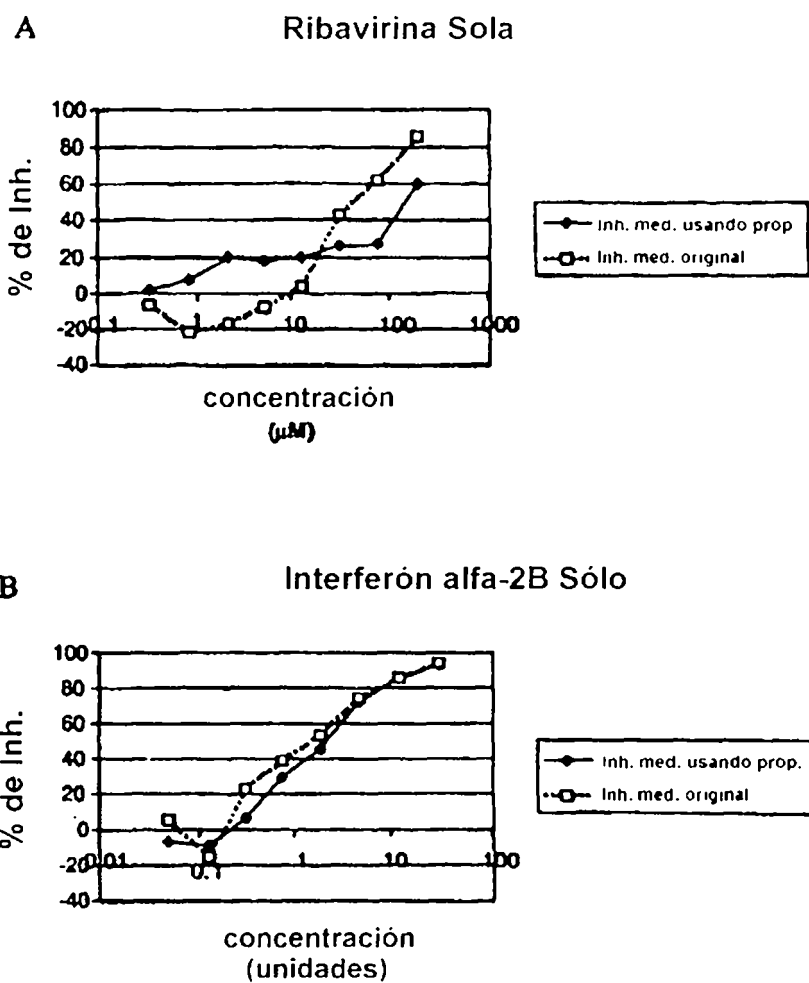 A
Ribavirina Sola
100
80
60
40
20
0
-20
-40
% de Inh.
0.1 1 10 100 1000
concentración
(µM)
Inh. med. usando prop
Inh. med. original
B
Interferón alfa-2B Sólo
100
80
60
40
20
0
-20
-40
% de Inh.
0.01 0.1 1 10 100
concentración
(unidades)
Inh. med. usando prop.
Inh. med. original